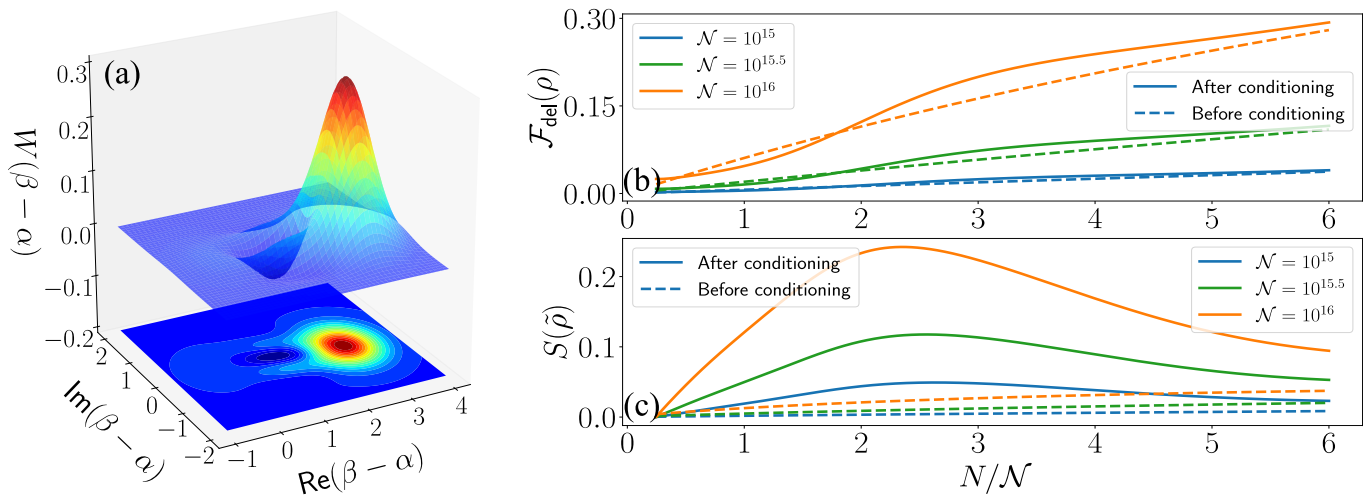 (a)
0.3
0.2
0.1
0.0
−0.1
−0.2
W(β − α)
2
1
0
−1
−2
Im(β − α)
−1
0
1
2
3
4
Re(β − α)
0.30
0.15
0.00
ℱ_del(ρ)
𝒩 = 10^15
𝒩 = 10^15.5
𝒩 = 10^16
After conditioning
Before conditioning
(b)
0 1 2 3 4 5 6
0.2
0.1
0.0
S(ρ̃)
After conditioning
Before conditioning
𝒩 = 10^15
𝒩 = 10^15.5
𝒩 = 10^16
(c)
0 1 2 3 4 5 6
N/𝒩